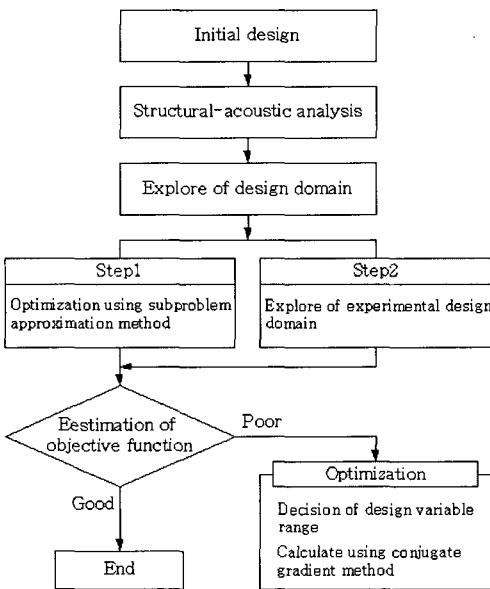 Initial design
Structural-acoustic analysis
Explore of design domain
Step1
Optimization using subproblem
approximation method
Step2
Explore of experimental design
domain
Eestimation of
objective function
Poor
Good
Optimization
Decision of design variable
range
Calculate using conjugate
gradient method
End